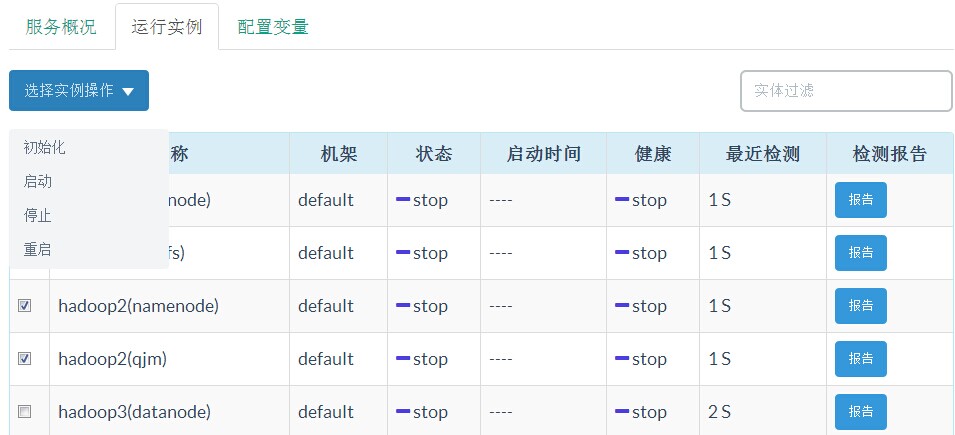 服务概况 运行实例 配置变量
选择实例操作 实体过滤
初始化
启动
停止
重启
称 机架 状态 启动时间 健康 最近检测 检测报告
node) default stop ---- stop 1 S 报告
fs) default stop ---- stop 1 S 报告
hadoop2(namenode) default stop ---- stop 1 S 报告
hadoop2(qjm) default stop ---- stop 1 S 报告
hadoop3(datanode) default stop ---- stop 2 S 报告